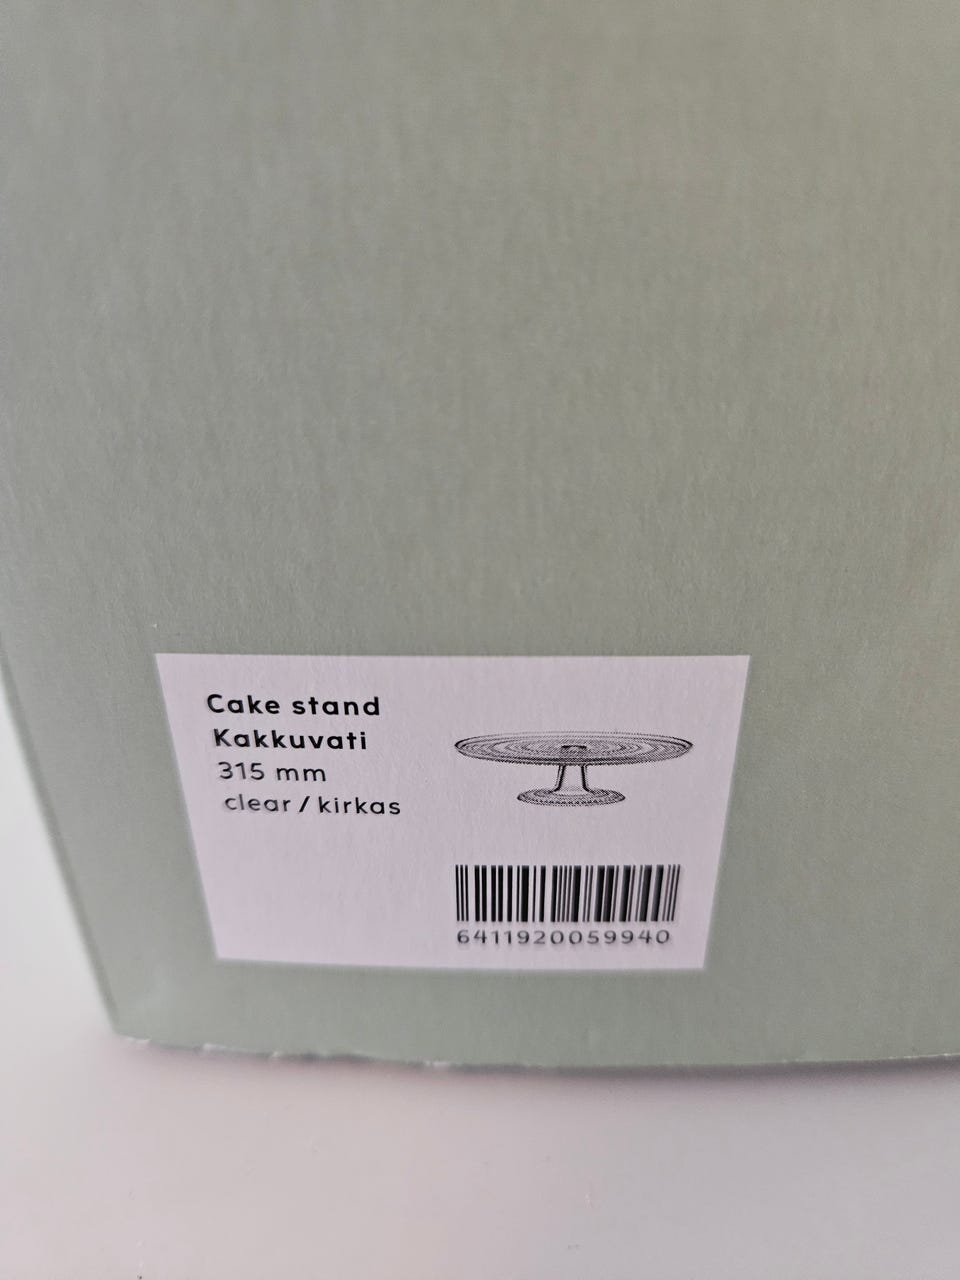 Cake stand
Kakkuvati
315 mm
clear / kirkas
6411920059940